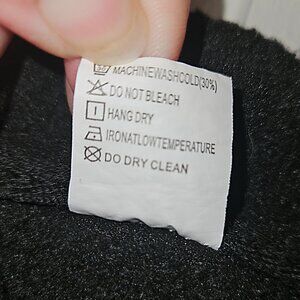 MACHINEWASHCOLD(30%)
DO NOT BLEACH
HANG DRY
IRONATLOWTEMPERATURE
DO DRY CLEAN